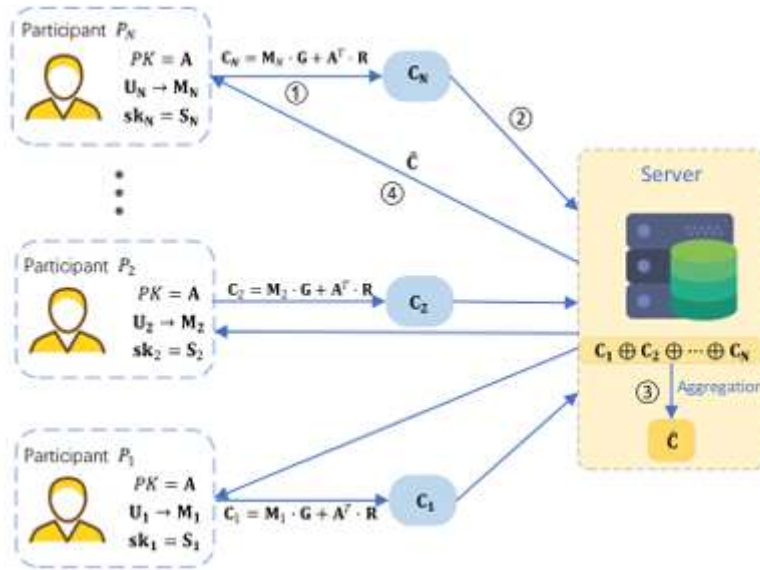 Participant P_N
PK = A
U_N → M_N
sk_N = S_N
C_N = M_N · G + A^T · R
①
C_N
②
Ĉ
④
Server
Participant P_2
PK = A
U_2 → M_2
sk_2 = S_2
C_2 = M_2 · G + A^T · R
C_2
C_1 ⊕ C_2 ⊕ ⋯ ⊕ C_N
③ Aggregation
Ĉ
Participant P_1
PK = A
U_1 → M_1
sk_1 = S_1
C_1 = M_1 · G + A^T · R
C_1